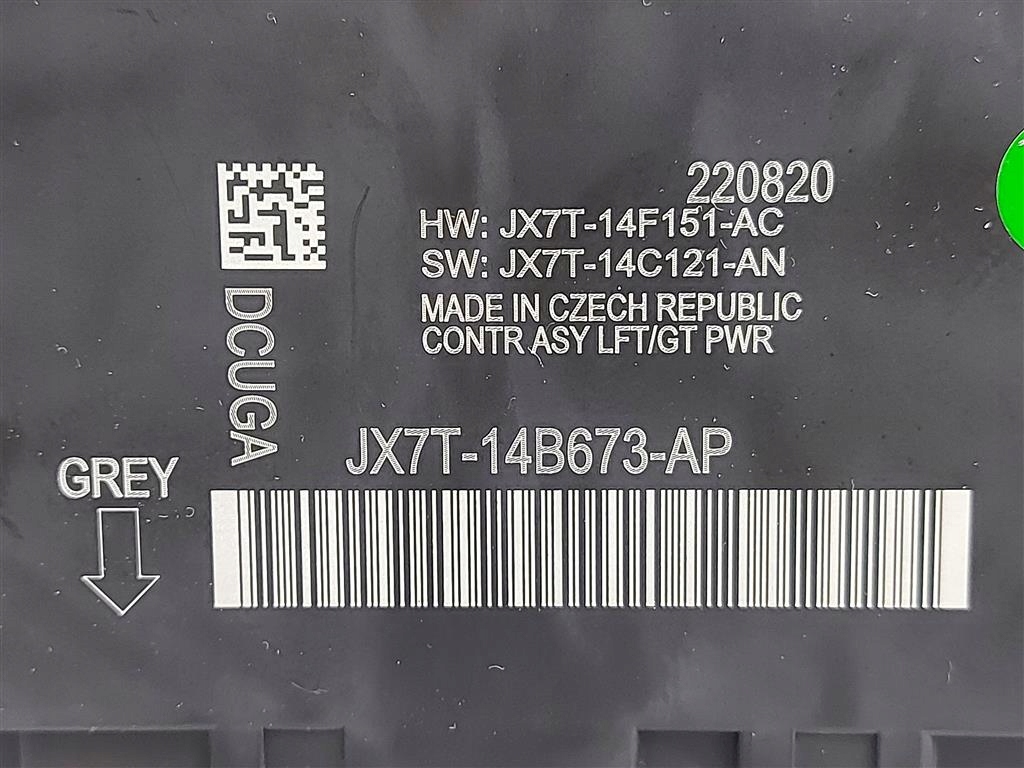 220820
HW: JX7T-14F151-AC
SW: JX7T-14C121-AN
MADE IN CZECH REPUBLIC
CONTR ASY LFT/GT PWR
DCUGA
JX7T-14B673-AP
GREY